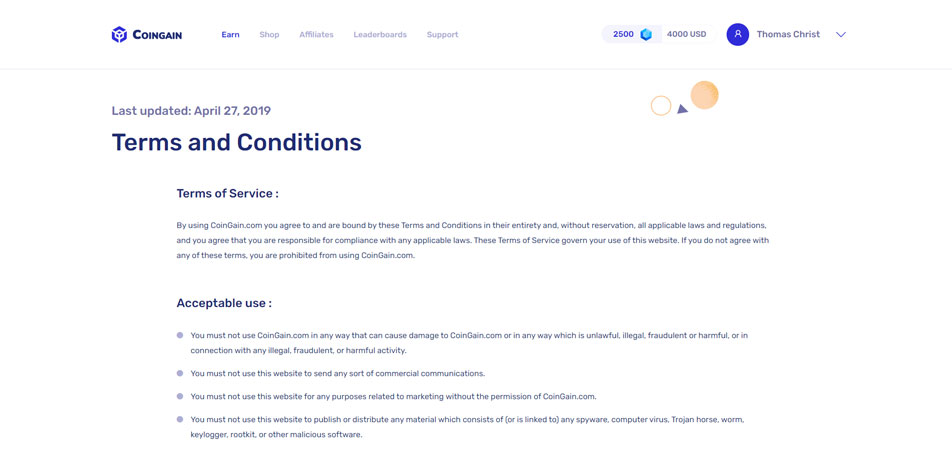 COINGAIN
Earn
Shop
Affiliates
Leaderboards
Support
2500
4000 USD
Thomas Christ
Last updated: April 27, 2019
Terms and Conditions
Terms of Service :
By using CoinGain.com you agree to and are bound by these Terms and Conditions in their entirety and, without reservation, all applicable laws and regulations,
and you agree that you are responsible for compliance with any applicable laws. These Terms of Service govern your use of this website. If you do not agree with
any of these terms, you are prohibited from using CoinGain.com.
Acceptable use :
You must not use CoinGain.com in any way that can cause damage to CoinGain.com or in any way which is unlawful, illegal, fraudulent or harmful, or in
connection with any illegal, fraudulent, or harmful activity.
You must not use this website to send any sort of commercial communications.
You must not use this website for any purposes related to marketing without the permission of CoinGain.com.
You must not use this website to publish or distribute any material which consists of (or is linked to) any spyware, computer virus, Trojan horse, worm,
keylogger, rootkit, or other malicious software.